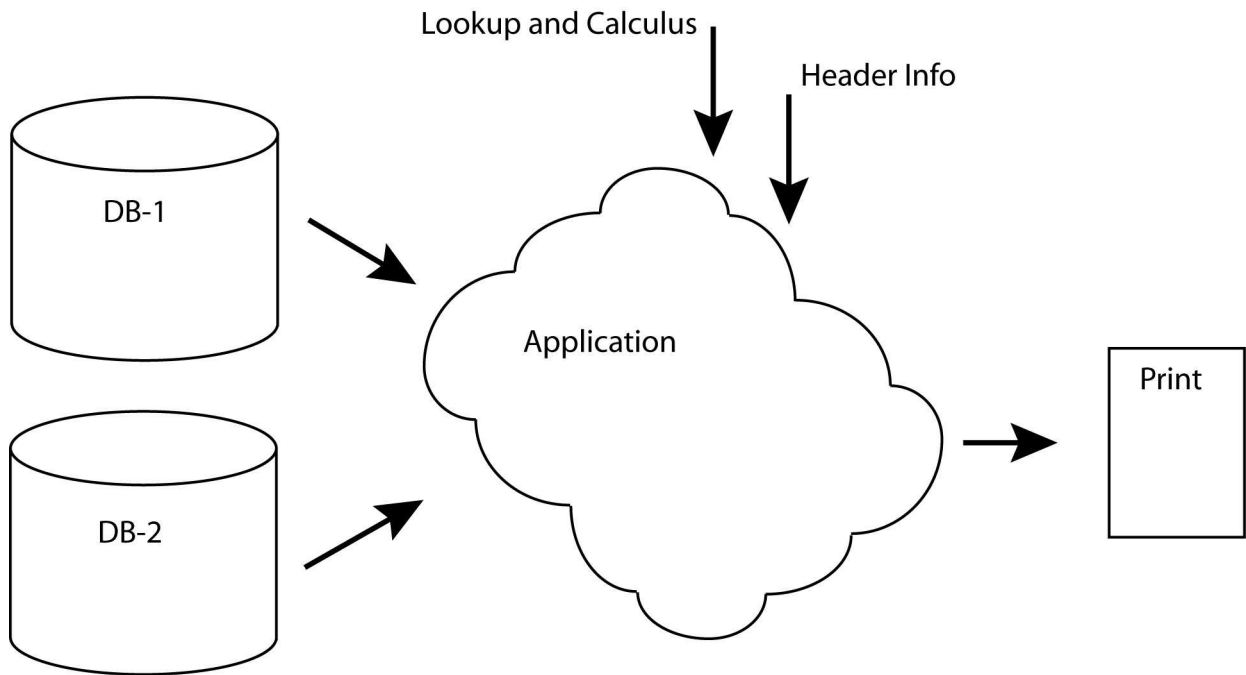 Lookup and Calculus
Header Info
DB-1
Application
Print
DB-2